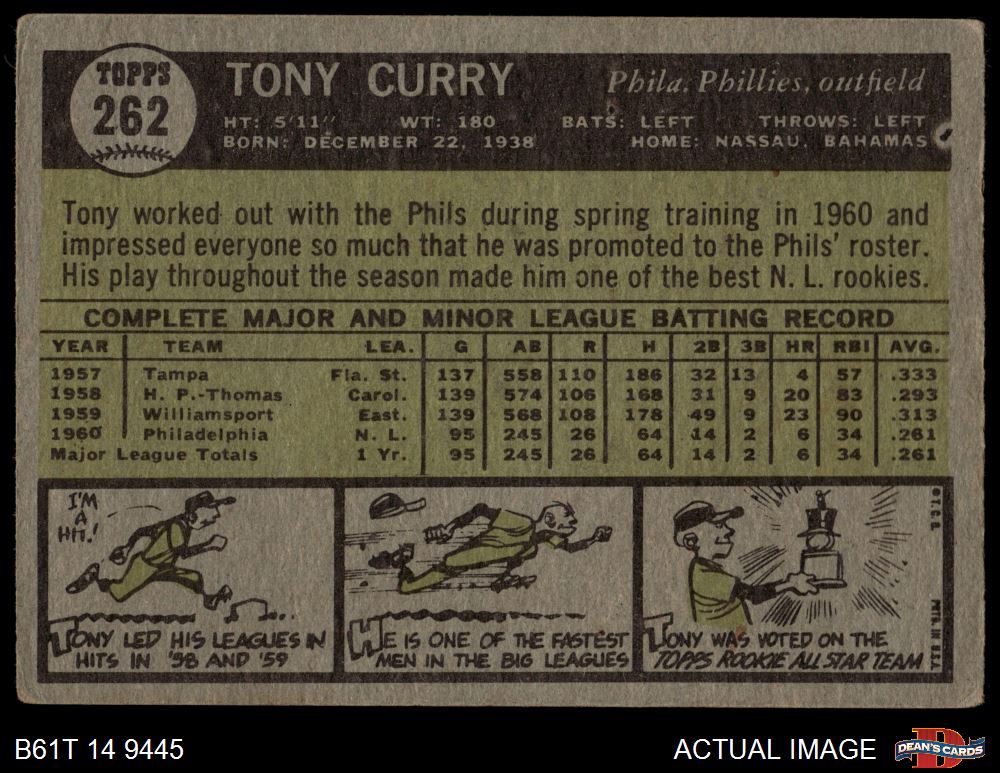 TOPPS
262
TONY CURRY
Phila. Phillies, outfield
HT: 5'11" WT: 180 BATS: LEFT THROWS: LEFT
BORN: DECEMBER 22, 1938 HOME: NASSAU, BAHAMAS
Tony worked out with the Phils during spring training in 1960 and
impressed everyone so much that he was promoted to the Phils' roster.
His play throughout the season made him one of the best N. L. rookies.
COMPLETE MAJOR AND MINOR LEAGUE BATTING RECORD
YEAR TEAM LEA. G AB R H 2B 3B HR RBI AVG.
1957 Tampa Fla. St. 137 558 110 186 32 13 4 57 .333
1958 H. P.-Thomas Carol. 139 574 106 168 31 9 20 83 .293
1959 Williamsport East. 139 568 108 178 49 9 23 90 .313
1960 Philadelphia N. L. 95 245 26 64 14 2 6 34 .261
Major League Totals 1 Yr. 95 245 26 64 14 2 6 34 .261
I'M
A
HIT!
TONY LED HIS LEAGUES IN
HITS IN '58 AND '59
HE IS ONE OF THE FASTEST
MEN IN THE BIG LEAGUES
TONY WAS VOTED ON THE
TOPPS ROOKIE ALL STAR TEAM
©T.C.G.
PRTD. IN U.S.A.
B61T 14 9445
ACTUAL IMAGE
D
DEAN'S CARDS